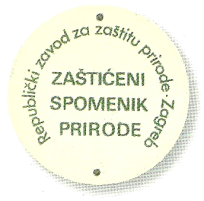 Republički zavod za zaštitu prirode · Zagreb
ZAŠTIĆENI
SPOMENIK
PRIRODE